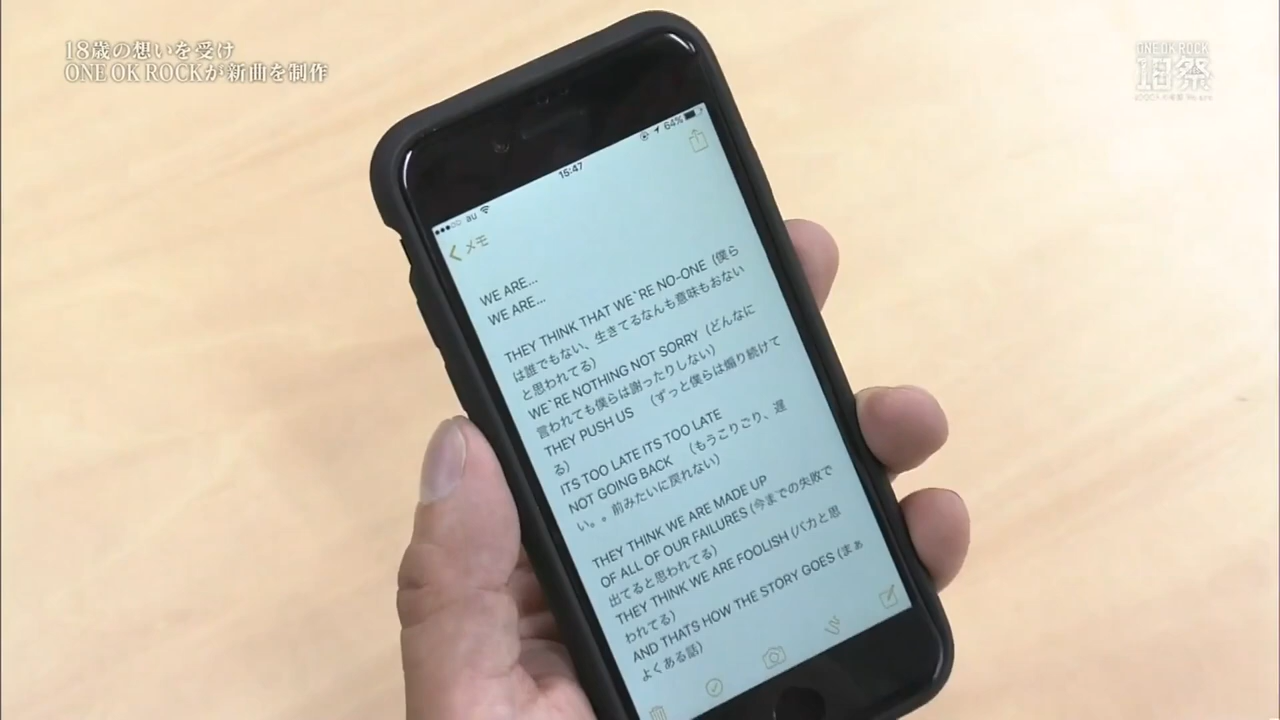 18歳の想いを受け
ONE OK ROCKが新曲を制作
ONE OK ROCK
18祭
au
15:47
64%
メモ
WE ARE...
WE ARE...
THEY THINK THAT WE`RE NO-ONE (僕ら
は誰でもない、生きてるなんも意味もおない
と思われてる)
WE`RE NOTHING NOT SORRY (どんなに
言われても僕らは謝ったりしない)
THEY PUSH US (ずっと僕らは煽り続けて
る)
ITS TOO LATE ITS TOO LATE
NOT GOING BACK (もうこりごり、遅
い。。前みたいに戻れない)
THEY THINK WE ARE MADE UP
OF ALL OF OUR FAILURES (今までの失敗で
出てると思われてる)
THEY THINK WE ARE FOOLISH (バカと思
われてる)
AND THATS HOW THE STORY GOES (まぁ
よくある話)